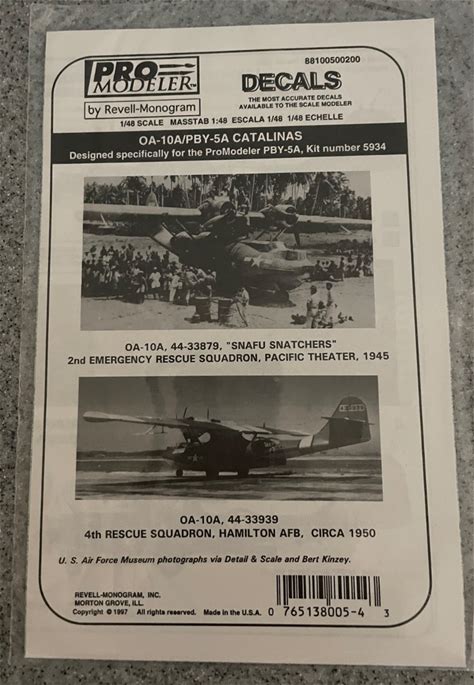 88100500200
PRO
MODELER™
by Revell-Monogram
DECALS
THE MOST ACCURATE DECALS
AVAILABLE TO THE SCALE MODELER
1/48 SCALE MASSTAB 1:48 ESCALA 1/48 1/48 ECHELLE
OA-10A/PBY-5A CATALINAS
Designed specifically for the ProModeler PBY-5A, Kit number 5934
OA-10A, 44-33879, "SNAFU SNATCHERS"
2nd EMERGENCY RESCUE SQUADRON, PACIFIC THEATER, 1945
OA-10A, 44-33939
4th RESCUE SQUADRON, HAMILTON AFB, CIRCA 1950
U. S. Air Force Museum photographs via Detail & Scale and Bert Kinzey.
REVELL-MONOGRAM, INC.
MORTON GROVE, ILL.
Copyright © 1997 All rights reserved. Made in the U.S.A.
0 765138005-4 3